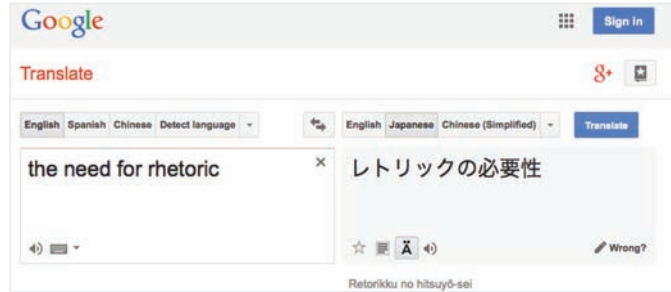 Google
Sign in
Translate
g+
English Spanish Chinese Detect language
English Japanese Chinese (Simplified)
Translate
the need for rhetoric
×
レトリックの必要性
Ä
Wrong?
Retorikku no hitsuyō-sei